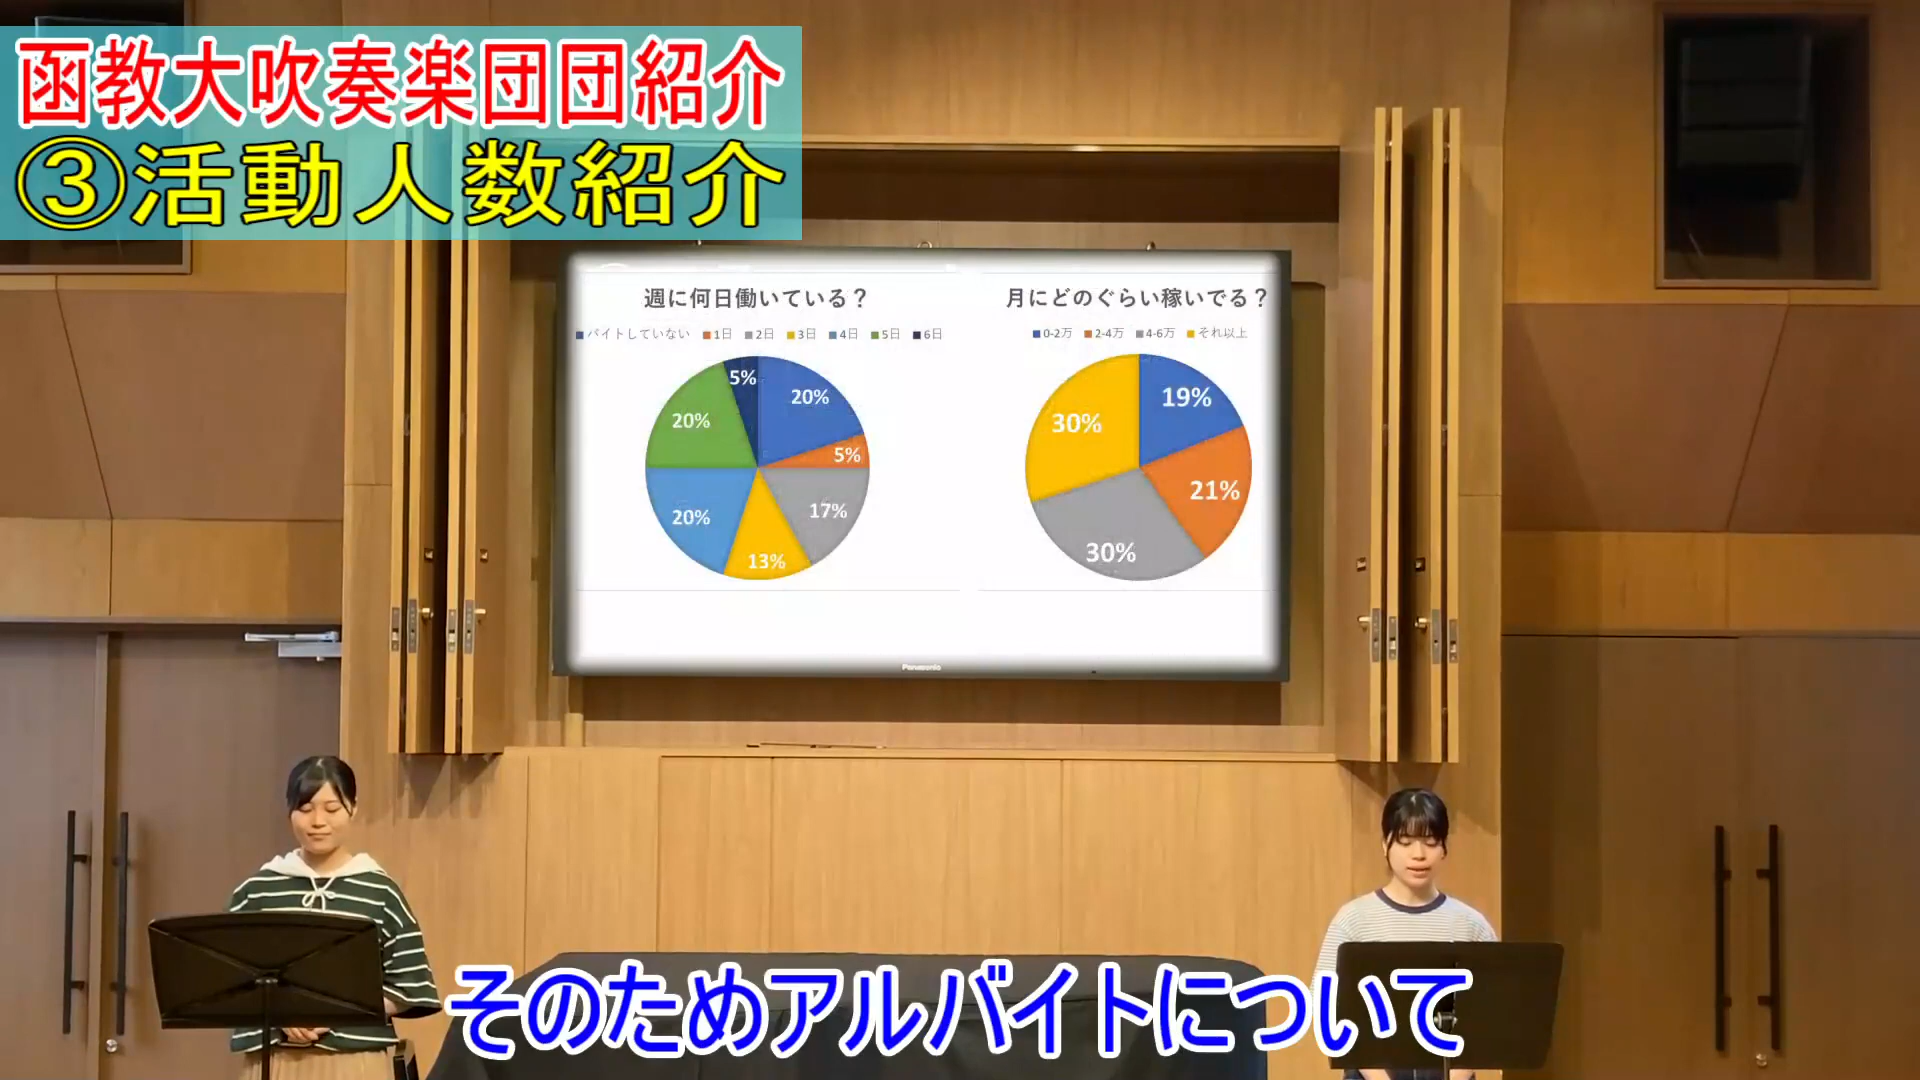 函教大吹奏楽団団紹介
③活動人数紹介
週に何日働いている？
バイトしていない 1日 2日 3日 4日 5日 6日
5%
20%
20%
5%
20%
17%
13%
月にどのぐらい稼いでる？
0-2万 2-4万 4-6万 それ以上
19%
30%
21%
30%
Panasonic
そのためアルバイトについて